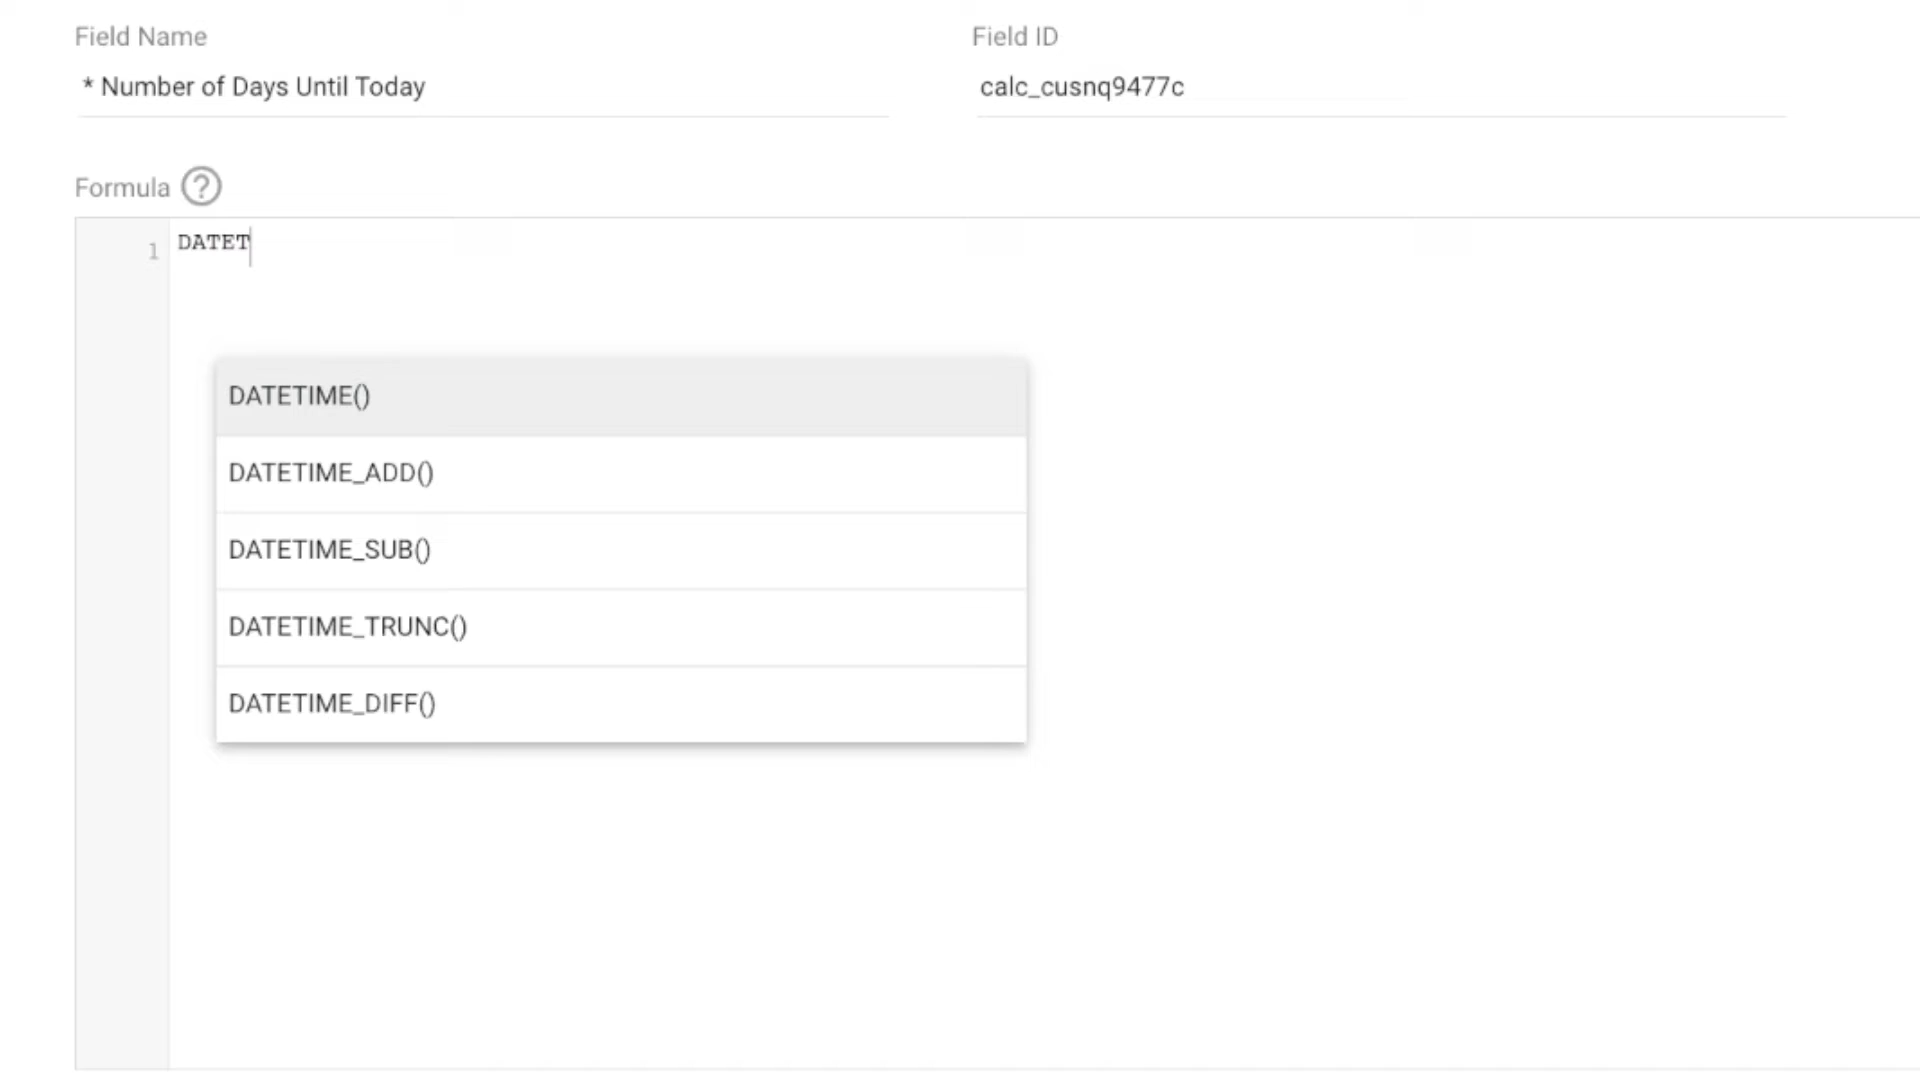 Field Name
Field ID
* Number of Days Until Today
calc_cusnq9477c
Formula ?
1 DATET
DATETIME()
DATETIME_ADD()
DATETIME_SUB()
DATETIME_TRUNC()
DATETIME_DIFF()